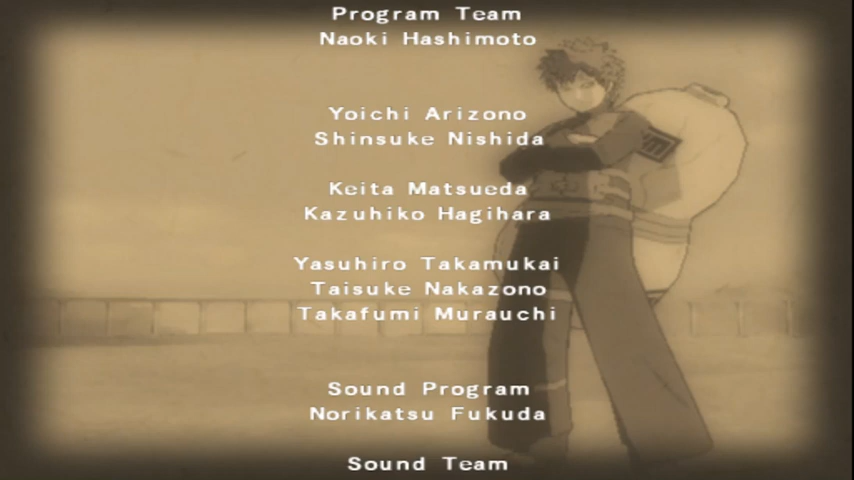 Program Team
Naoki Hashimoto
Yoichi Arizono
Shinsuke Nishida
Keita Matsueda
Kazuhiko Hagihara
Yasuhiro Takamukai
Taisuke Nakazono
Takafumi Murauchi
Sound Program
Norikatsu Fukuda
Sound Team